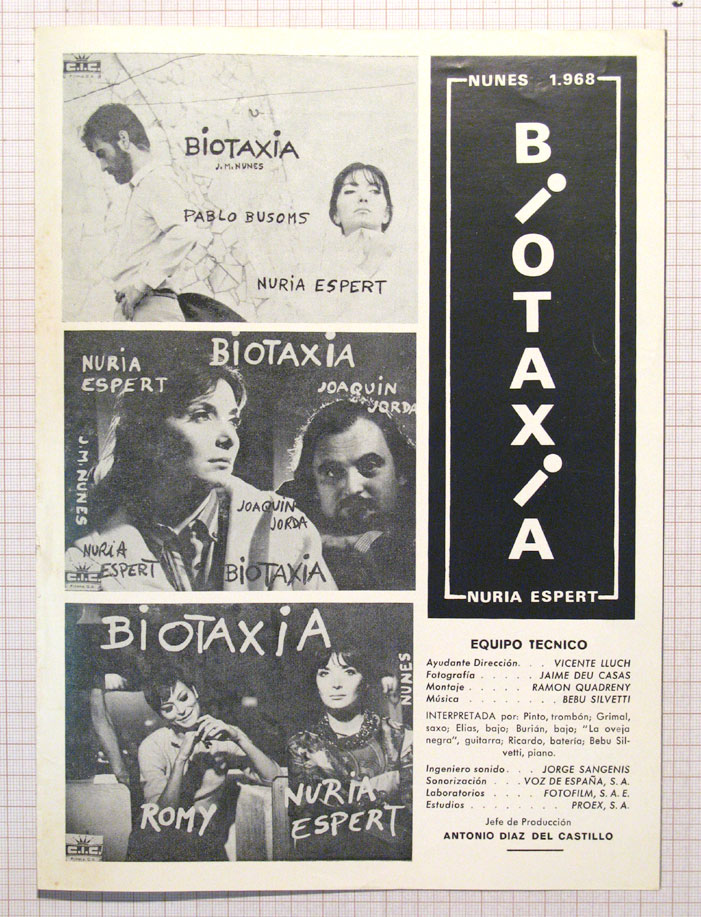 C.I.C.
BiOTAXiA
J.M.NUNES
PABLO BUSOMS
NURIA ESPERT
BiOTAXiA
NURiA
ESPERT
JOAQUiN
JORDA
J.M.NUNES
JOAQUiN
JORDA
NURiA
ESPERT
BiOTAXiA
C.I.C.
BiOTAXiA
NUNES
ROMY
NURiA
ESPERT
C.I.C.
NUNES 1.968
BiOTAXiA
NURIA ESPERT
EQUIPO TECNICO
Ayudante Dirección. . . VICENTE LLUCH
Fotografía . . . . . . JAIME DEU CASAS
Montaje . . . . . RAMON QUADRENY
Música . . . . . . . . BEBU SILVETTI
INTERPRETADA por: Pinto, trombón; Grimal,
saxo; Elías, bajo; Burián, bajo; "La oveja
negra", guitarra; Ricardo, batería; Bebu Sil-
vetti, piano.
Ingeniero sonido. . . JORGE SANGENIS
Sonorización . . VOZ DE ESPAÑA, S. A.
Laboratorios . . . . FOTOFILM, S. A. E.
Estudios . . . . . . . . PROEX, S. A.
Jefe de Producción
ANTONIO DIAZ DEL CASTILLO